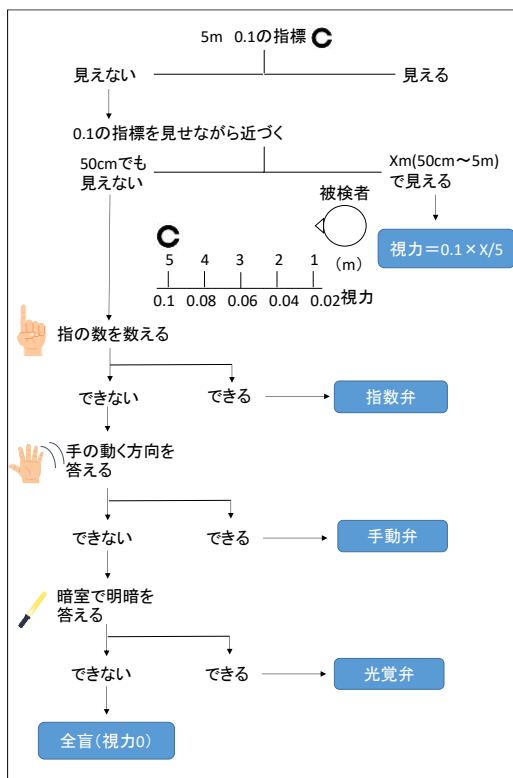 5m 0.1の指標 C
見えない
見える
0.1の指標を見せながら近づく
50cmでも
見えない
Xm(50cm～5m)
で見える
被検者
視力＝0.1×X/5
C
5 4 3 2 1 (m)
0.1 0.08 0.06 0.04 0.02視力
指の数を数える
できない
できる
指数弁
手の動く方向を
答える
できない
できる
手動弁
暗室で明暗を
答える
できない
できる
光覚弁
全盲(視力0)